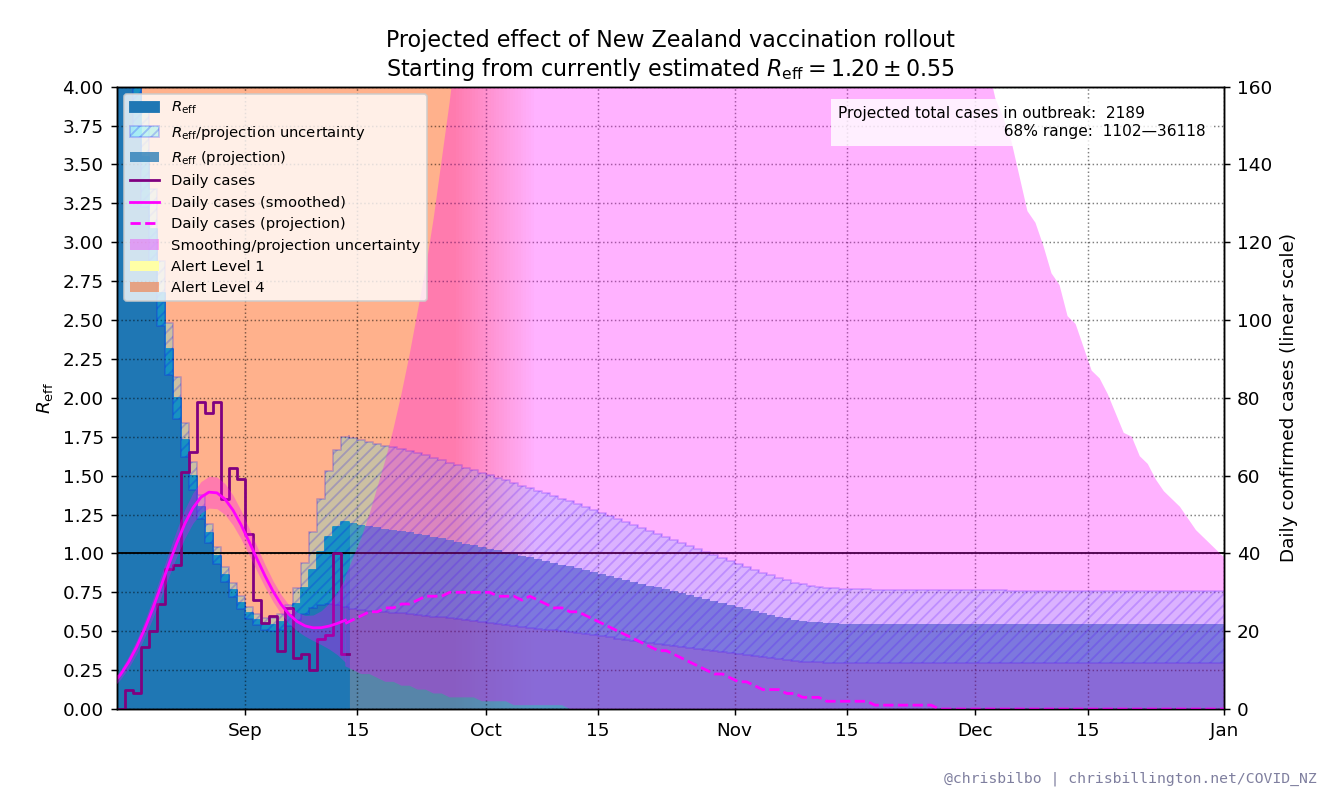 Projected effect of New Zealand vaccination rollout
Starting from currently estimated Reff = 1.20 ± 0.55
4.00
3.75
3.50
3.25
3.00
2.75
2.50
2.25
2.00
1.75
1.50
1.25
1.00
0.75
0.50
0.25
0.00
Reff
Reff
Reff/projection uncertainty
Reff (projection)
Daily cases
Daily cases (smoothed)
Daily cases (projection)
Smoothing/projection uncertainty
Alert Level 1
Alert Level 4
Projected total cases in outbreak: 2189
68% range: 1102—36118
160
140
120
100
80
60
40
20
0
Daily confirmed cases (linear scale)
Sep 15 Oct 15 Nov 15 Dec 15 Jan
@chrisbilbo | chrisbillington.net/COVID_NZ